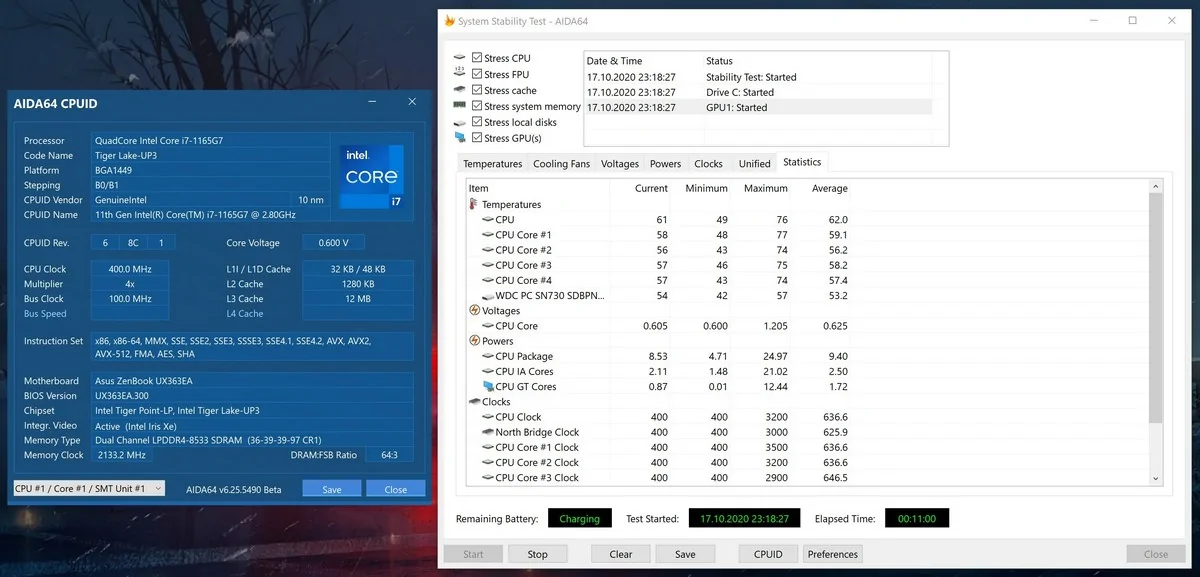 AIDA64 CPUID
Processor QuadCore Intel Core i7-1165G7
Code Name Tiger Lake-UP3
Platform BGA1449
Stepping B0/B1
CPUID Vendor GenuineIntel 10 nm
CPUID Name 11th Gen Intel(R) Core(TM) i7-1165G7 @ 2.80GHz
intel.
CORE
i7
CPUID Rev. 6 8C 1 Core Voltage 0.600 V
CPU Clock 400.0 MHz L1I / L1D Cache 32 KB / 48 KB
Multiplier 4x L2 Cache 1280 KB
Bus Clock 100.0 MHz L3 Cache 12 MB
Bus Speed L4 Cache
Instruction Set x86, x86-64, MMX, SSE, SSE2, SSE3, SSSE3, SSE4.1, SSE4.2, AVX, AVX2,
AVX-512, FMA, AES, SHA
Motherboard Asus ZenBook UX363EA
BIOS Version UX363EA.300
Chipset Intel Tiger Point-LP, Intel Tiger Lake-UP3
Integr. Video Active (Intel Iris Xe)
Memory Type Dual Channel LPDDR4-8533 SDRAM (36-39-39-97 CR1)
Memory Clock 2133.2 MHz DRAM:FSB Ratio 64:3
CPU #1 / Core #1 / SMT Unit #1 AIDA64 v6.25.5490 Beta Save Close
System Stability Test - AIDA64
Stress CPU
Stress FPU
Stress cache
Stress system memory
Stress local disks
Stress GPU(s)
Date & Time Status
17.10.2020 23:18:27 Stability Test: Started
17.10.2020 23:18:27 Drive C: Started
17.10.2020 23:18:27 GPU1: Started
Temperatures Cooling Fans Voltages Powers Clocks Unified Statistics
Item Current Minimum Maximum Average
Temperatures
CPU 61 49 76 62.0
CPU Core #1 58 48 77 59.1
CPU Core #2 56 43 74 56.2
CPU Core #3 57 46 75 58.2
CPU Core #4 57 43 74 57.4
WDC PC SN730 SDBPN... 54 42 57 53.2
Voltages
CPU Core 0.605 0.600 1.205 0.625
Powers
CPU Package 8.53 4.71 24.97 9.40
CPU IA Cores 2.11 1.48 21.02 2.50
CPU GT Cores 0.87 0.01 12.44 1.72
Clocks
CPU Clock 400 400 3200 636.6
North Bridge Clock 400 400 3000 625.9
CPU Core #1 Clock 400 400 3500 636.6
CPU Core #2 Clock 400 400 3200 636.6
CPU Core #3 Clock 400 400 2900 646.5
Remaining Battery: Charging Test Started: 17.10.2020 23:18:27 Elapsed Time: 00:11:00
Start Stop Clear Save CPUID Preferences Close